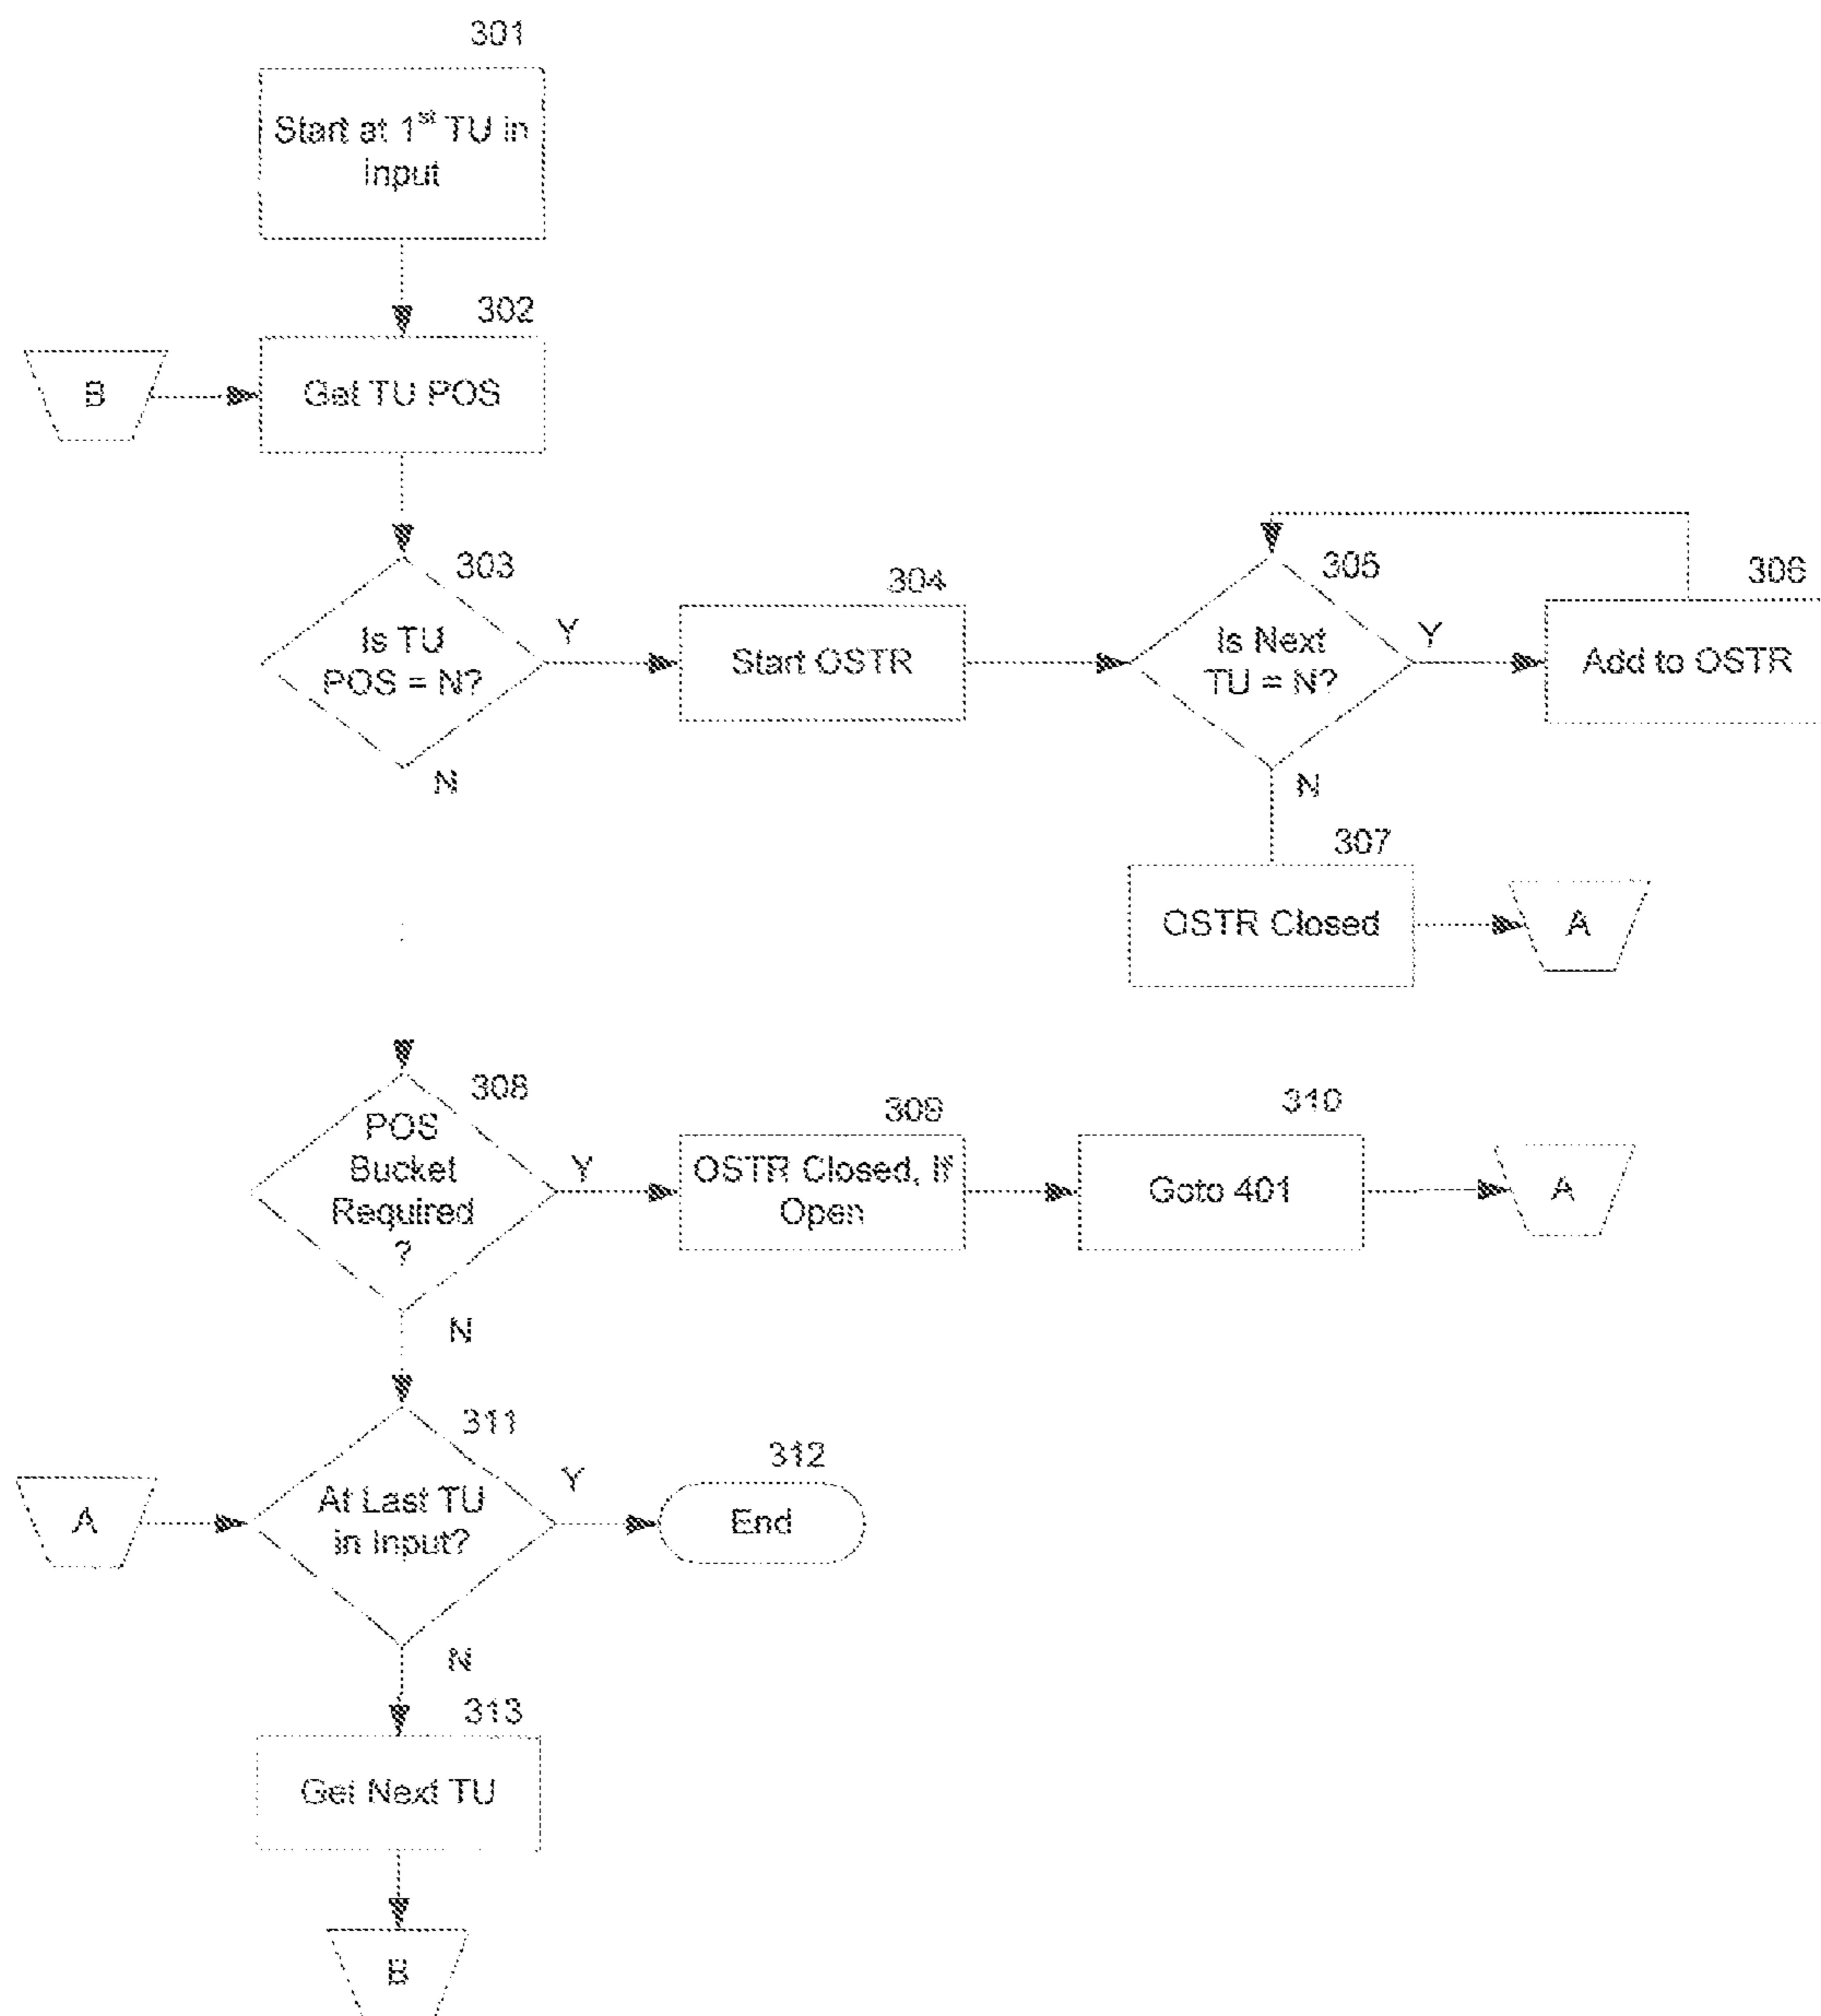 301
Start at 1st TU in
Input
302
B
Get TU POS
303
Is TU
POS = N?
Y
N
304
Start OSTR
305
Is Next
TU = N?
Y
N
306
Add to OSTR
307
OSTR Closed
A
308
POS
Bucket
Required
?
Y
N
309
OSTR Closed, If
Open
310
Goto 401
A
311
A
At Last TU
in Input?
Y
N
312
End
313
Get Next TU
B